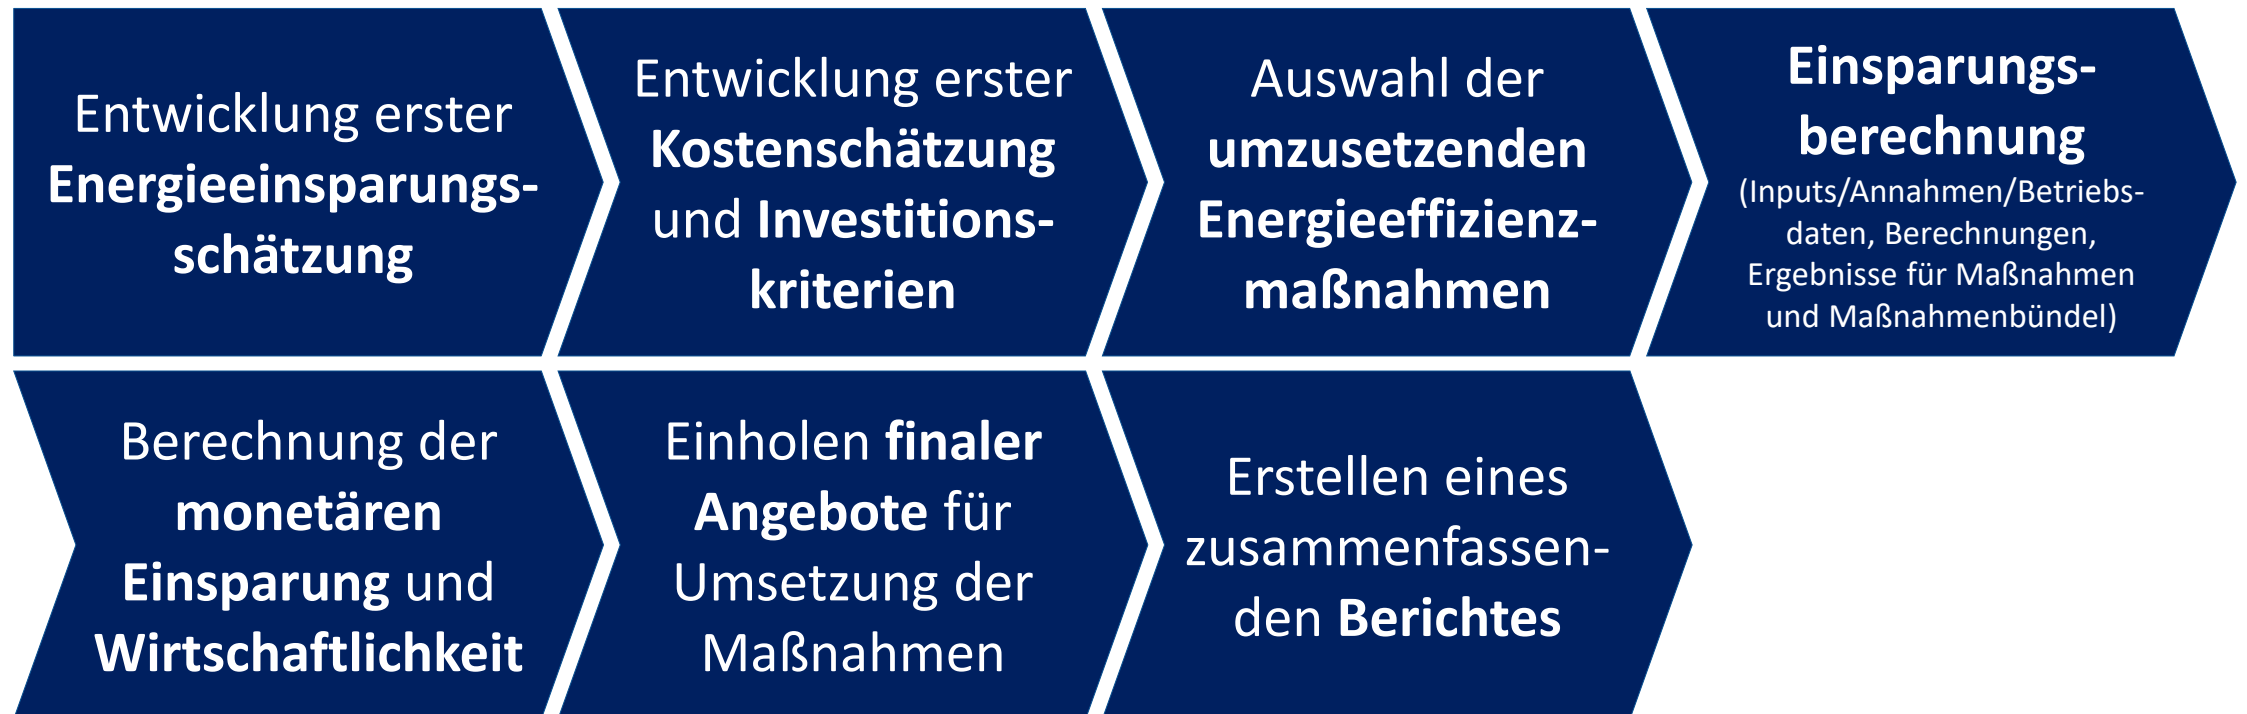 Entwicklung erster
Energieeinsparungs-
schätzung
Entwicklung erster
Kostenschätzung
und Investitions-
kriterien
Auswahl der
umzusetzenden
Energieeffizienz-
maßnahmen
Einsparungs-
berechnung
(Inputs/Annahmen/Betriebs-
daten, Berechnungen,
Ergebnisse für Maßnahmen
und Maßnahmenbündel)
Berechnung der
monetären
Einsparung und
Wirtschaftlichkeit
Einholen finaler
Angebote für
Umsetzung der
Maßnahmen
Erstellen eines
zusammenfassen-
den Berichtes